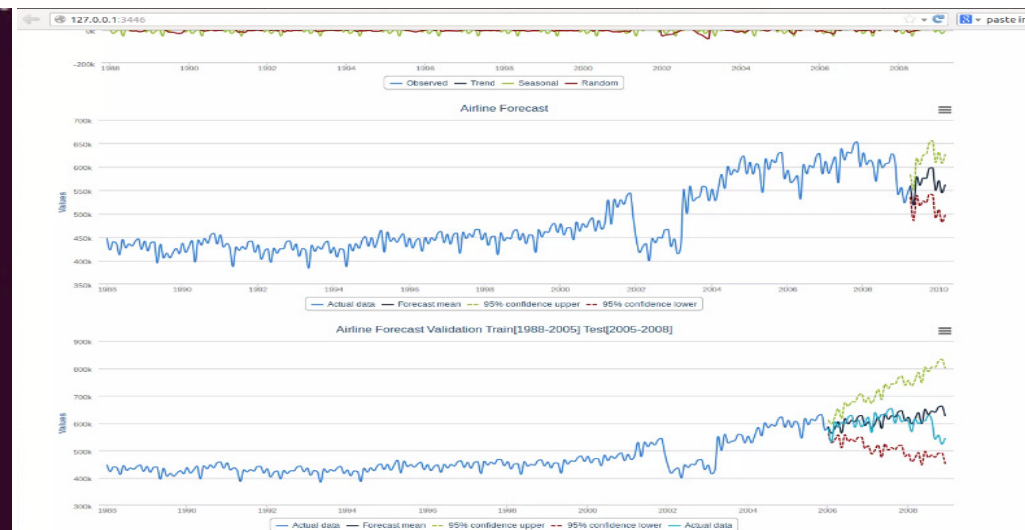 127.0.0.1:3446
paste in
0k
-200k
1988 1990 1992 1994 1996 1998 2000 2002 2004 2006 2008
Observed Trend Seasonal Random
Airline Forecast
700k
650k
600k
550k
500k
450k
400k
350k
Values
1988 1990 1992 1994 1996 1998 2000 2002 2004 2006 2008 2010
Actual data Forecast mean 95% confidence upper 95% confidence lower
Airline Forecast Validation Train[1988-2005] Test[2005-2008]
900k
800k
700k
600k
500k
400k
300k
Values
1988 1990 1992 1994 1996 1998 2000 2002 2004 2006 2008
Actual data Forecast mean 95% confidence upper 95% confidence lower Actual data